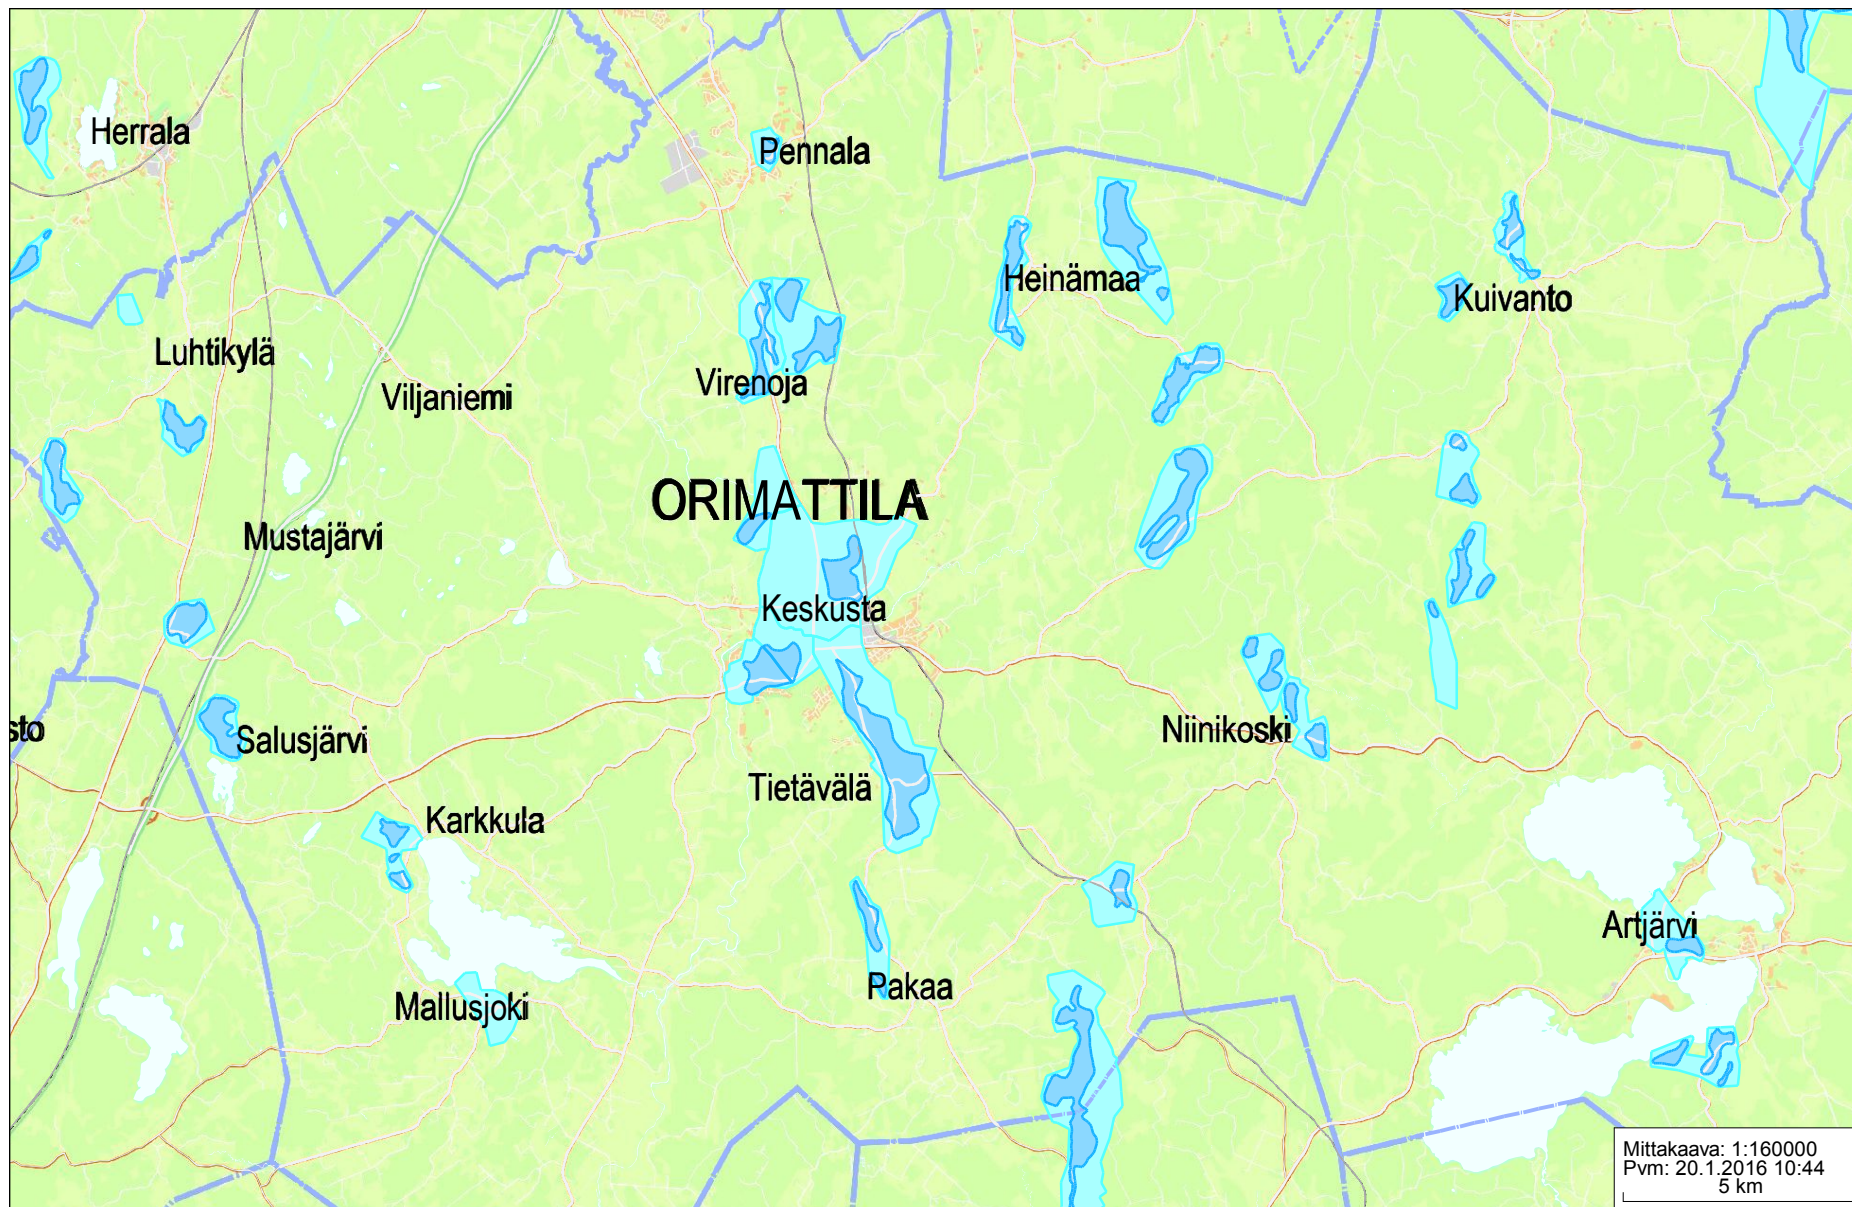 Herrala
Pennala
Heinämaa
Kuivanto
Luhtikylä
Virenoja
Viljaniemi
ORIMATTILA
Mustajärvi
Keskusta
sto
Salusjärvi
Niinikoski
Tietävälä
Karkkula
Artjärvi
Pakaa
Mallusjoki
Mittakaava: 1:160000
Pvm: 20.1.2016 10:44
5 km